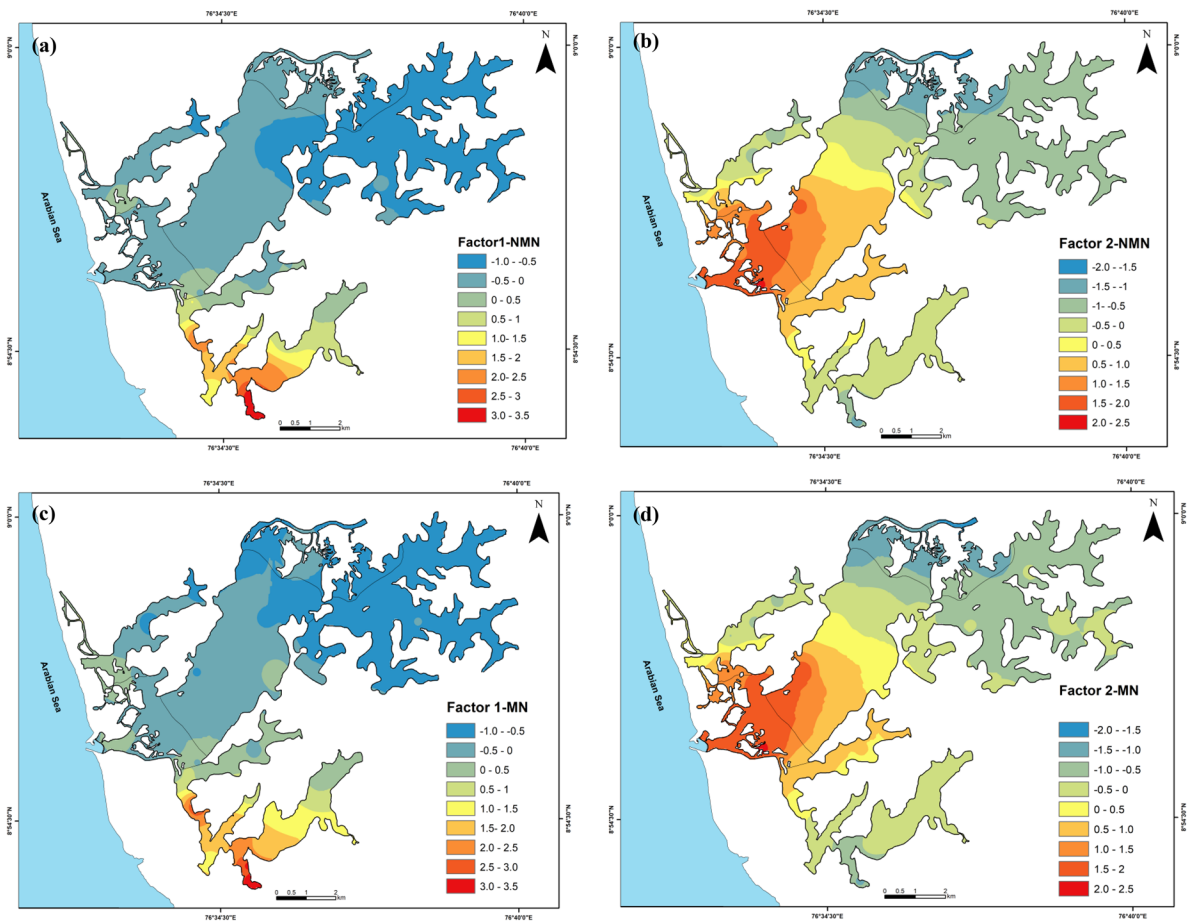 76°34'30"E 76°40'0"E
(a)
N
9°0'0"N 9°0'0"N
Arabian Sea
Factor1-NMN
-1.0 - -0.5
-0.5 - 0
0 - 0.5
0.5 - 1
1.0- 1.5
1.5 - 2
2.0- 2.5
2.5 - 3
3.0 - 3.5
8°54'30"N 8°54'30"N
0 0.5 1 2
km
76°34'30"E 76°40'0"E
76°34'30"E 76°40'0"E
(b)
N
9°0'0"N 9°0'0"N
Arabian Sea
Factor 2-NMN
-2.0 - -1.5
-1.5 - -1
-1 - -0.5
-0.5 - 0
0 - 0.5
0.5 - 1.0
1.0 - 1.5
1.5 - 2.0
2.0 - 2.5
8°54'30"N 8°54'30"N
0 0.5 1 2
km
76°34'30"E 76°40'0"E
76°34'30"E 76°40'0"E
(c)
N
9°0'0"N 9°0'0"N
Arabian Sea
Factor 1-MN
-1.0 - -0.5
-0.5 - 0
0 - 0.5
0.5 - 1
1.0 - 1.5
1.5- 2.0
2.0 - 2.5
2.5 - 3.0
3.0 - 3.5
8°54'30"N 8°54'30"N
0 0.5 1 2
km
76°34'30"E 76°40'0"E
76°34'30"E 76°40'0"E
(d)
N
9°0'0"N 9°0'0"N
Arabian Sea
Factor 2-MN
-2.0 - -1.5
-1.5 - -1.0
-1.0 - -0.5
-0.5 - 0
0 - 0.5
0.5 - 1.0
1.0 - 1.5
1.5 - 2
2.0 - 2.5
8°54'30"N 8°54'30"N
0 0.5 1 2
km
76°34'30"E 76°40'0"E